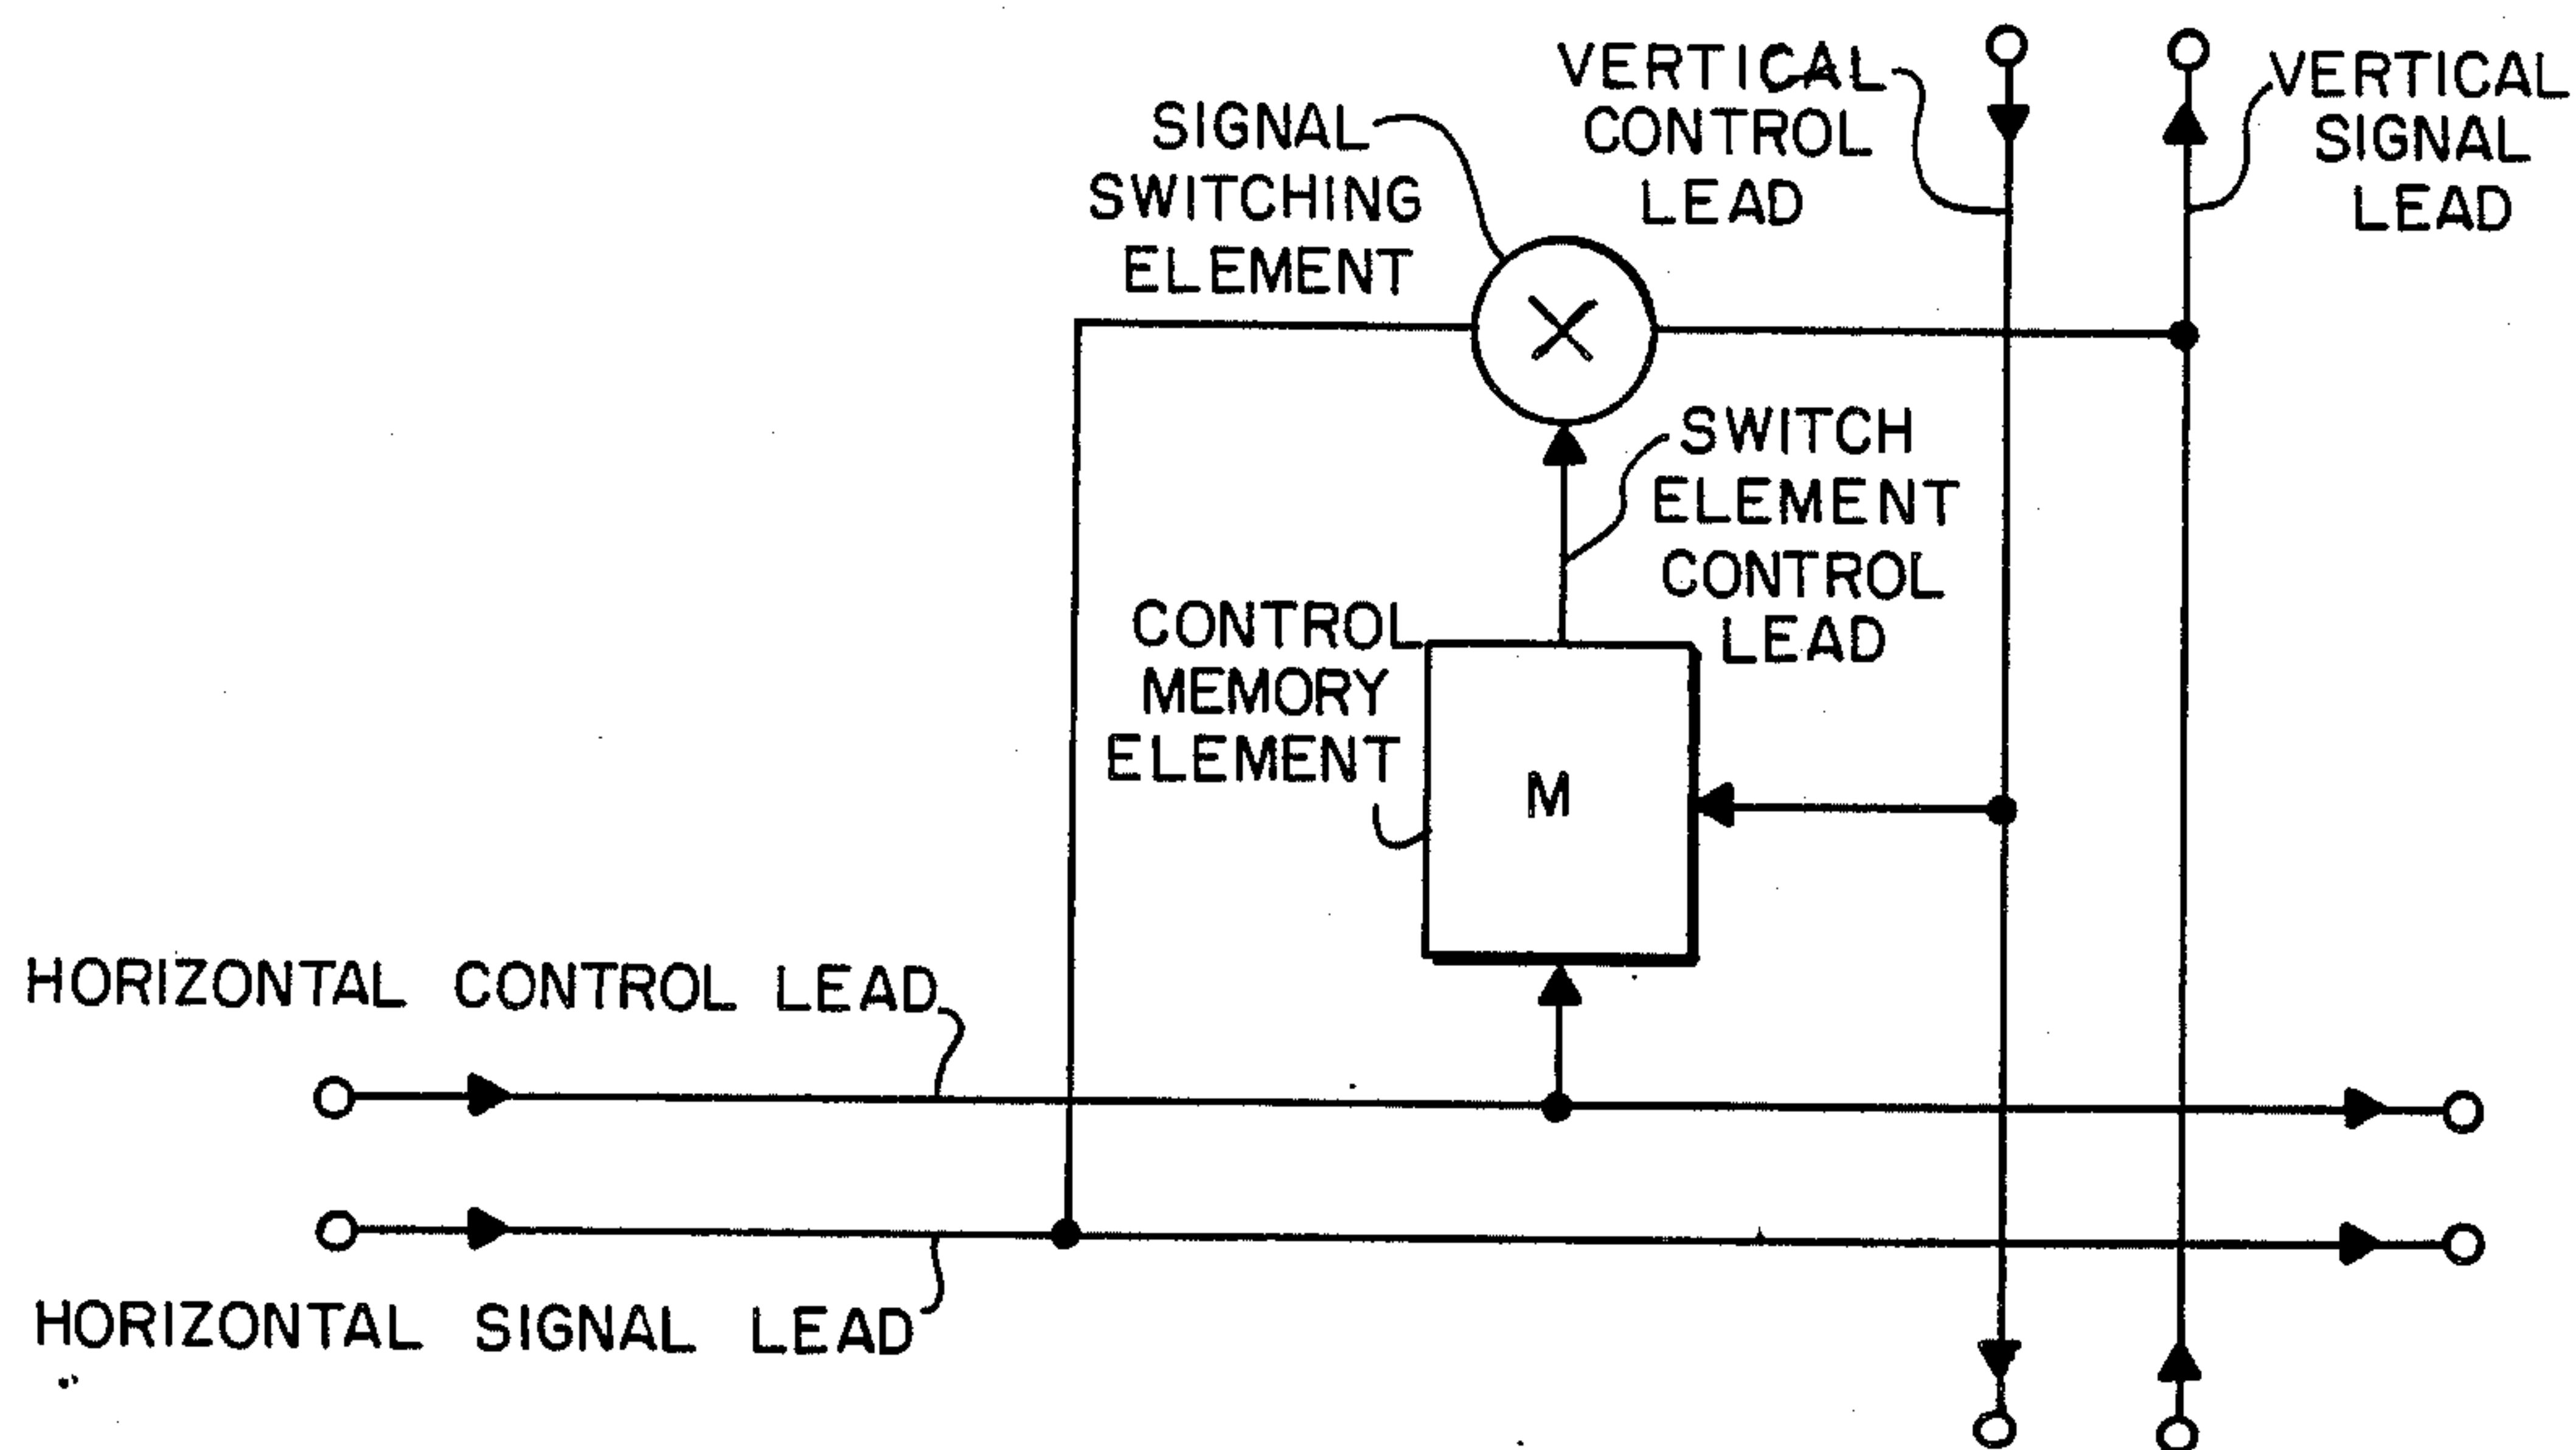 VERTICAL
CONTROL
LEAD
VERTICAL
SIGNAL
LEAD
SIGNAL
SWITCHING
ELEMENT
X
SWITCH
ELEMENT
CONTROL
LEAD
CONTROL
MEMORY
ELEMENT
M
HORIZONTAL CONTROL LEAD
HORIZONTAL SIGNAL LEAD